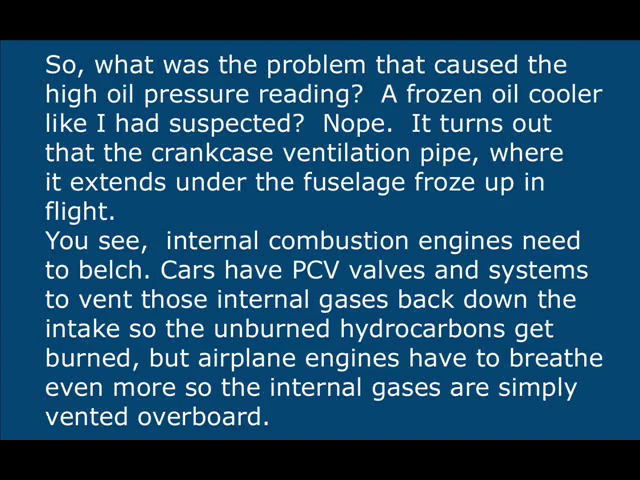 So, what was the problem that caused the
high oil pressure reading?  A frozen oil cooler
like I had suspected?  Nope.  It turns out
that the crankcase ventilation pipe, where
it extends under the fuselage froze up in
flight.
You see,  internal combustion engines need
to belch. Cars have PCV valves and systems
to vent those internal gases back down the
intake so the unburned hydrocarbons get
burned, but airplane engines have to breathe
even more so the internal gases are simply
vented overboard.